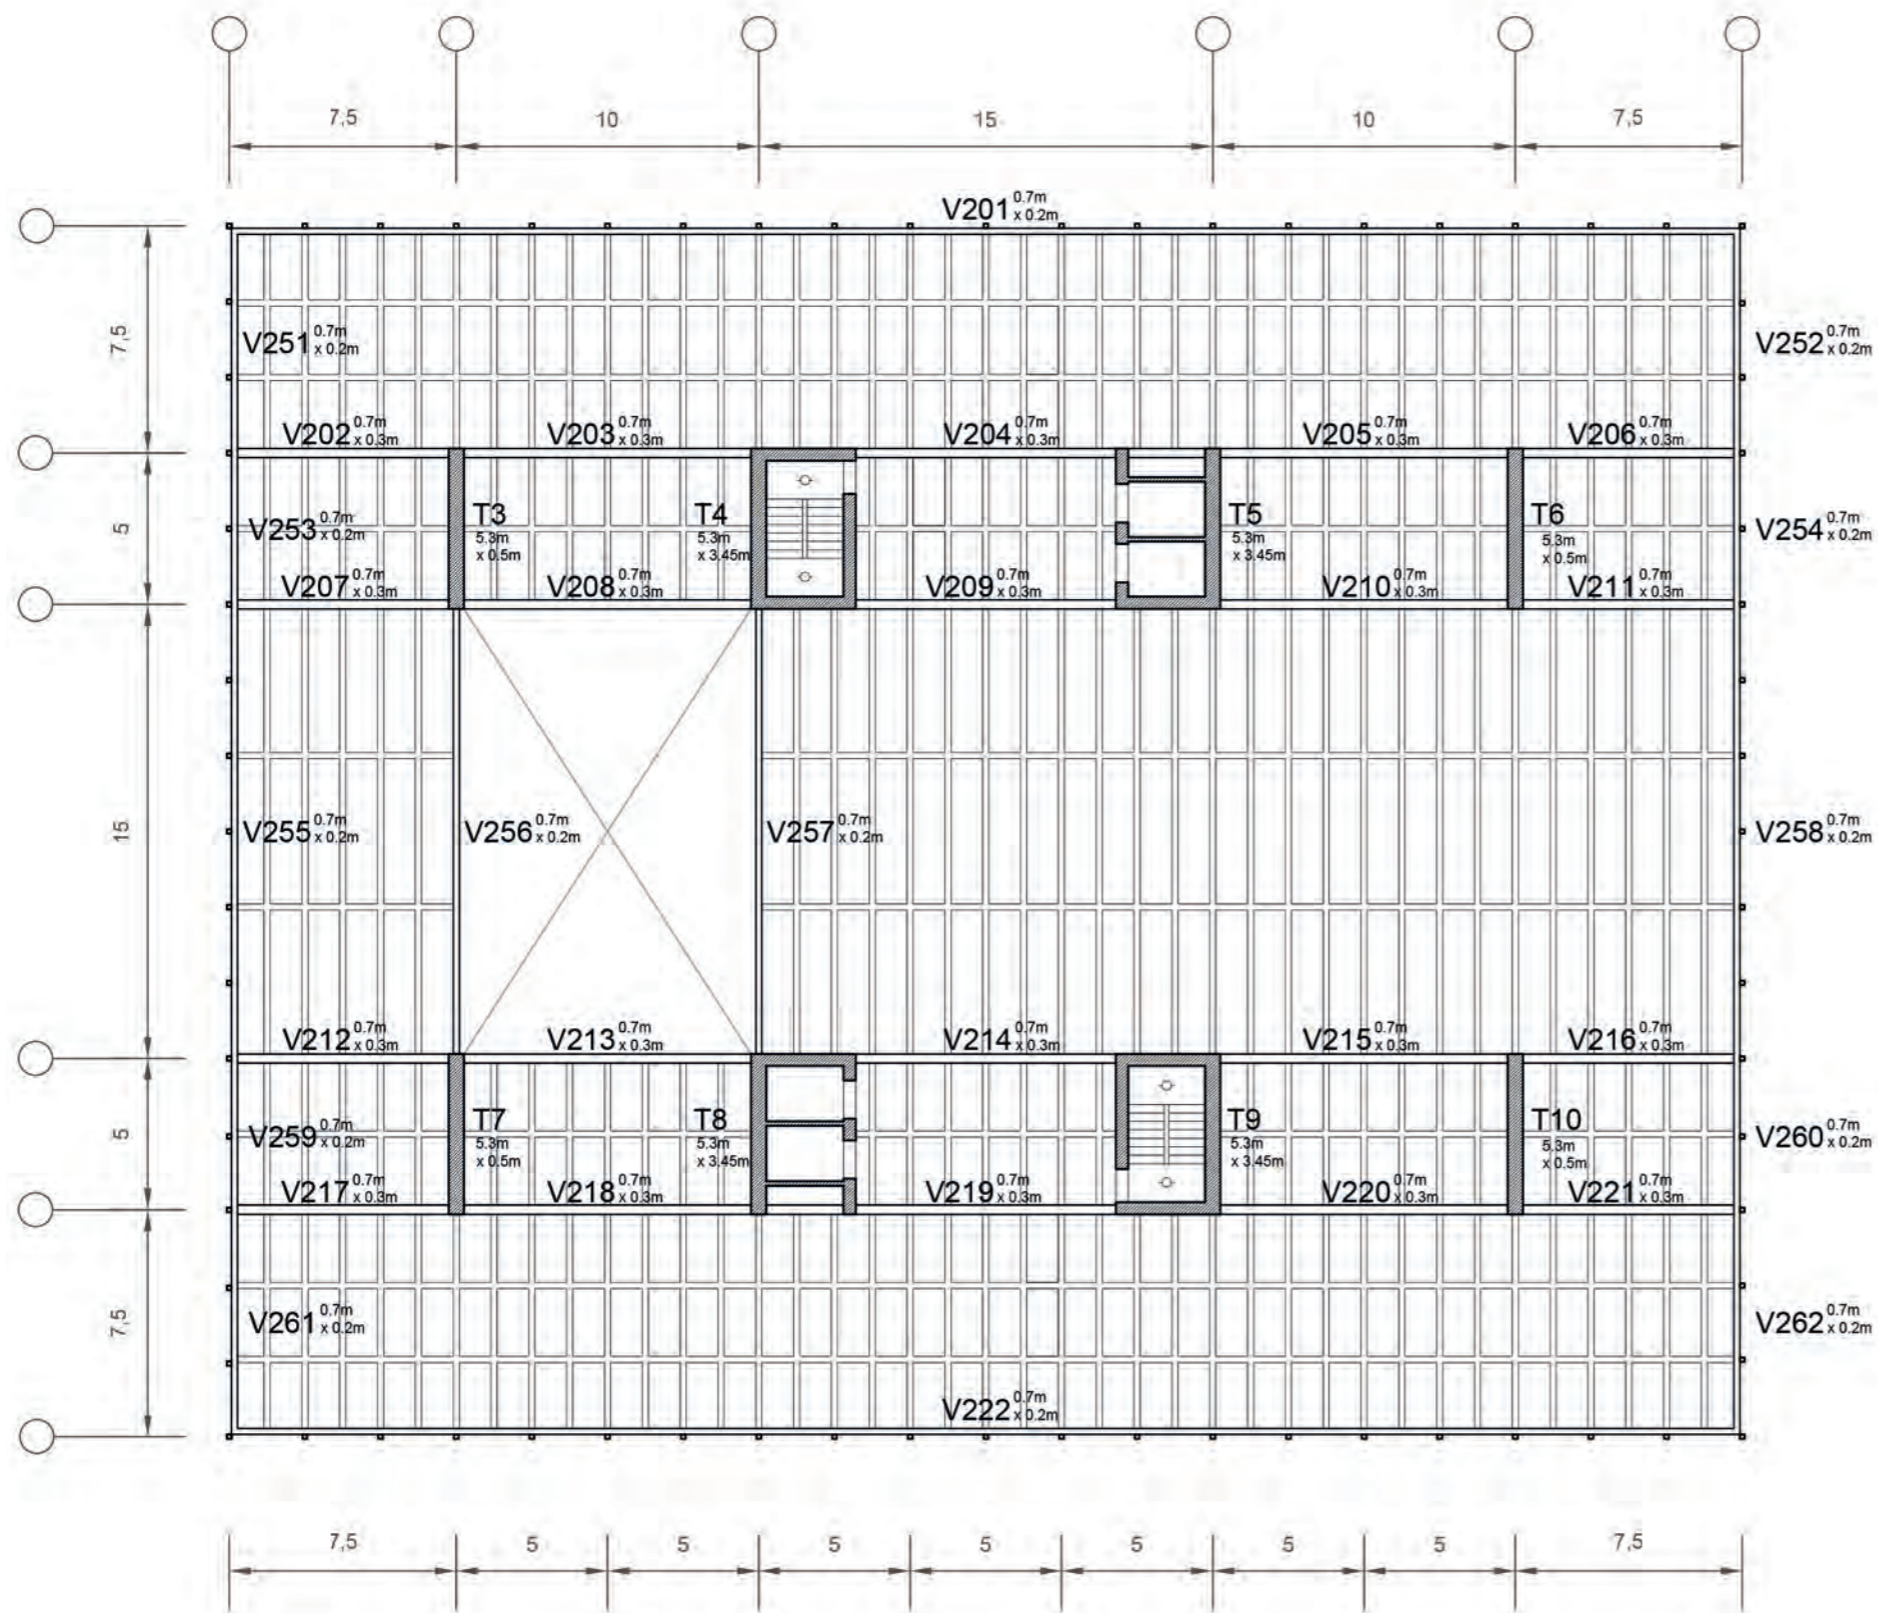 7,5 10 15 10 7,5
V201 0.7m x 0.2m
7,5
V251 0.7m x 0.2m
V252 0.7m x 0.2m
V202 0.7m x 0.3m
V203 0.7m x 0.3m
V204 0.7m x 0.3m
V205 0.7m x 0.3m
V206 0.7m x 0.3m
5
V253 0.7m x 0.2m
T3
5.3m
x 0.5m
T4
5.3m
x 3.45m
T5
5.3m
x 3.45m
T6
5.3m
x 0.5m
V254 0.7m x 0.2m
V207 0.7m x 0.3m
V208 0.7m x 0.3m
V209 0.7m x 0.3m
V210 0.7m x 0.3m
V211 0.7m x 0.3m
15
V255 0.7m x 0.2m
V256 0.7m x 0.2m
V257 0.7m x 0.2m
V258 0.7m x 0.2m
V212 0.7m x 0.3m
V213 0.7m x 0.3m
V214 0.7m x 0.3m
V215 0.7m x 0.3m
V216 0.7m x 0.3m
5
V259 0.7m x 0.2m
T7
5.3m
x 0.5m
T8
5.3m
x 3.45m
T9
5.3m
x 3.45m
T10
5.3m
x 0.5m
V260 0.7m x 0.2m
V217 0.7m x 0.3m
V218 0.7m x 0.3m
V219 0.7m x 0.3m
V220 0.7m x 0.3m
V221 0.7m x 0.3m
7,5
V261 0.7m x 0.2m
V262 0.7m x 0.2m
V222 0.7m x 0.2m
7,5 5 5 5 5 5 5 5 7,5